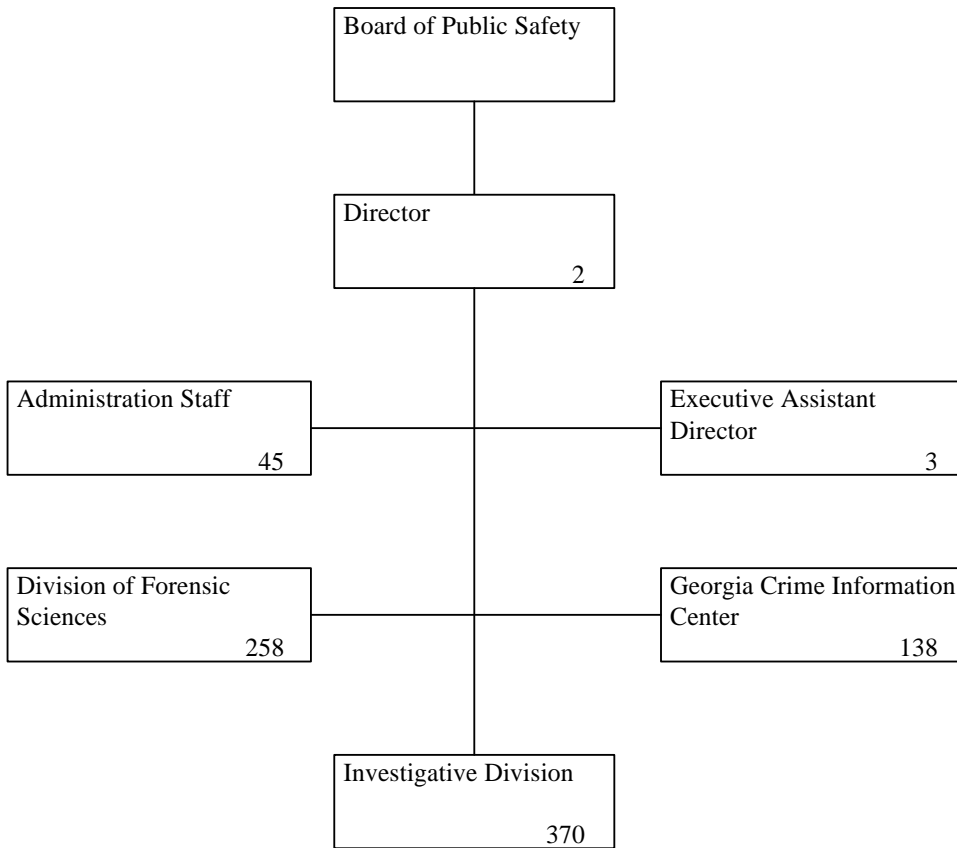 Board of Public Safety
Director
2
Administration Staff
45
Executive Assistant
Director
3
Division of Forensic
Sciences
258
Georgia Crime Information
Center
138
Investigative Division
370